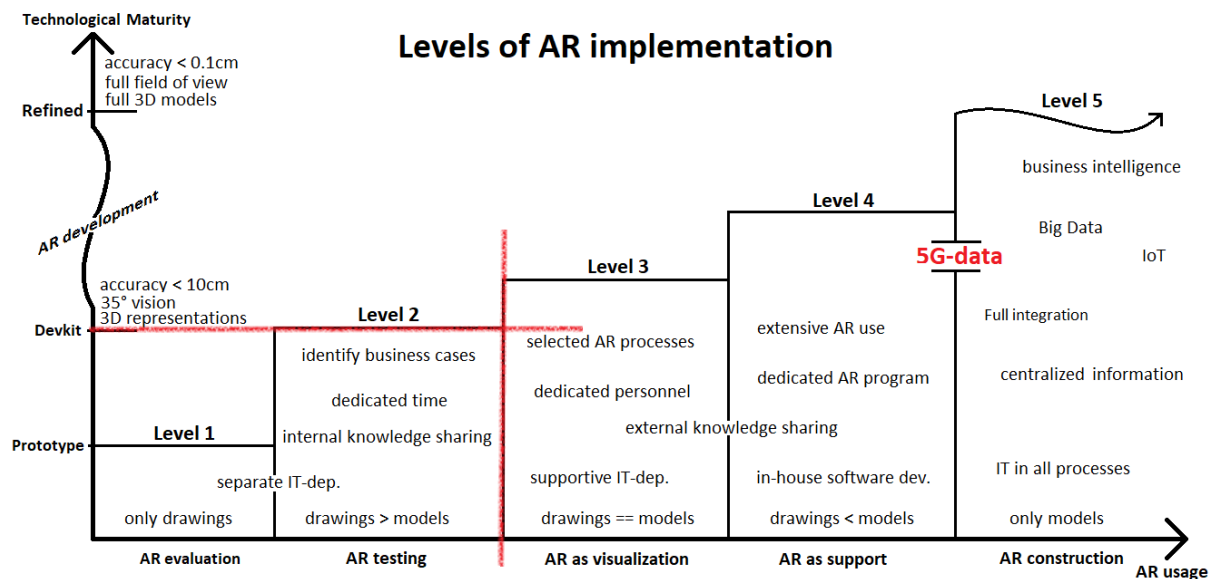 Technological Maturity
Levels of AR implementation
accuracy < 0.1cm
full field of view
full 3D models
Refined
AR development
accuracy < 10cm
35° vision
3D representations
Devkit
Prototype
Level 1
separate IT-dep.
only drawings
Level 2
identify business cases
dedicated time
internal knowledge sharing
drawings > models
Level 3
selected AR processes
dedicated personnel
external knowledge sharing
supportive IT-dep.
drawings == models
Level 4
extensive AR use
dedicated AR program
in-house software dev.
drawings < models
5G-data
Level 5
business intelligence
Big Data
IoT
Full integration
centralized information
IT in all processes
only models
AR evaluation
AR testing
AR as visualization
AR as support
AR construction
AR usage